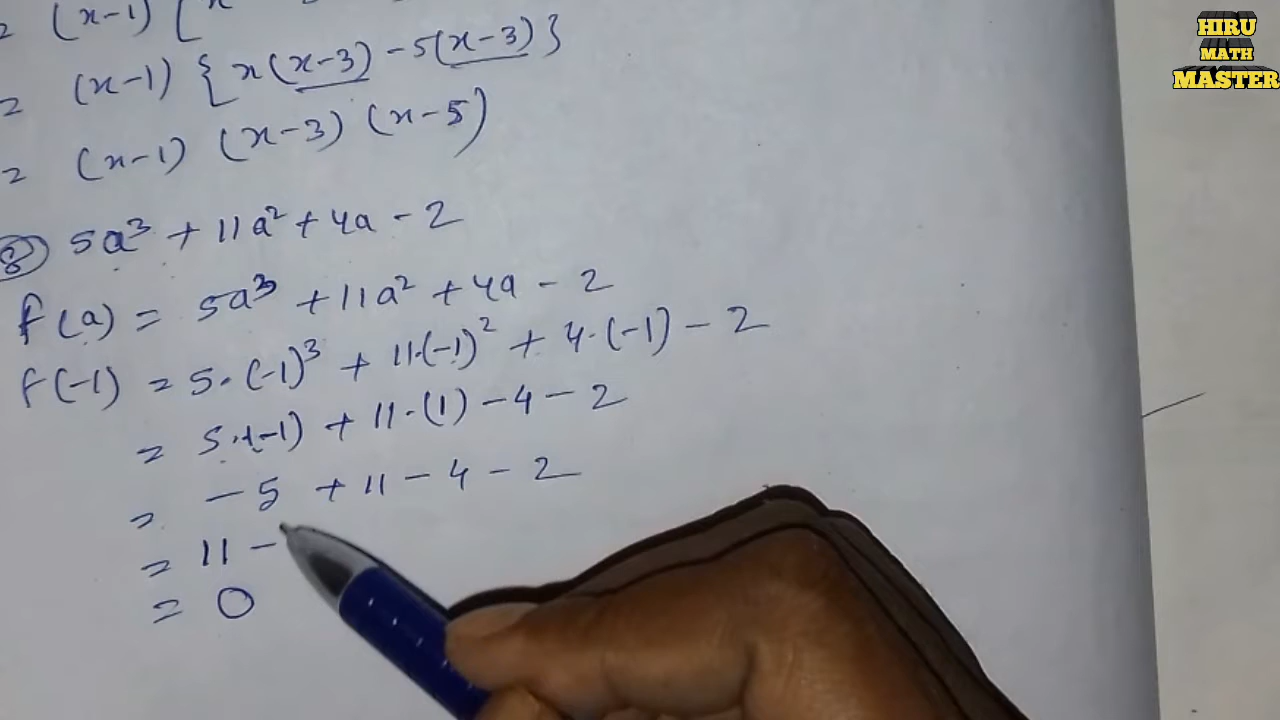 = (x-1) {x
= (x-1) {x(x-3) -5(x-3)}
= (x-1) (x-3) (x-5)
⑧ 5a³ + 11a² + 4a - 2
f(a) = 5a³ + 11a² + 4a - 2
f(-1) = 5·(-1)³ + 11·(-1)² + 4·(-1) - 2
= 5·(-1) + 11·(1) - 4 - 2
= -5 + 11 - 4 - 2
= 11 -
= 0
HIRU
MATH
MASTER